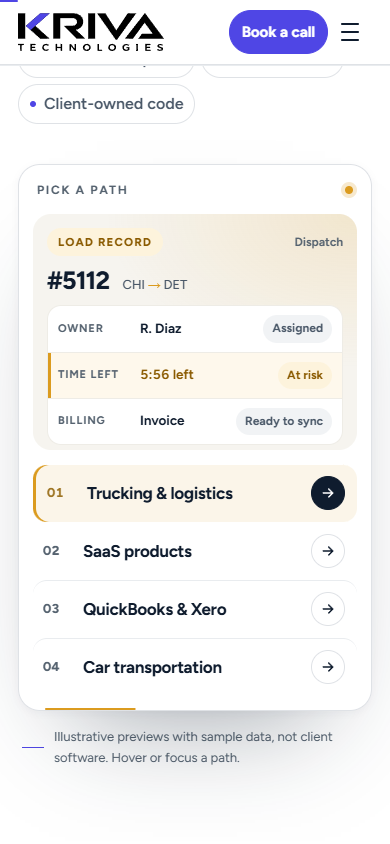 KRIVA
TECHNOLOGIES
Book a call
Client-owned code
PICK A PATH
LOAD RECORD
Dispatch
#5112 CHI → DET
OWNER R. Diaz Assigned
TIME LEFT 5:56 left At risk
BILLING Invoice Ready to sync
01 Trucking & logistics →
02 SaaS products →
03 QuickBooks & Xero →
04 Car transportation →
Illustrative previews with sample data, not client
software. Hover or focus a path.